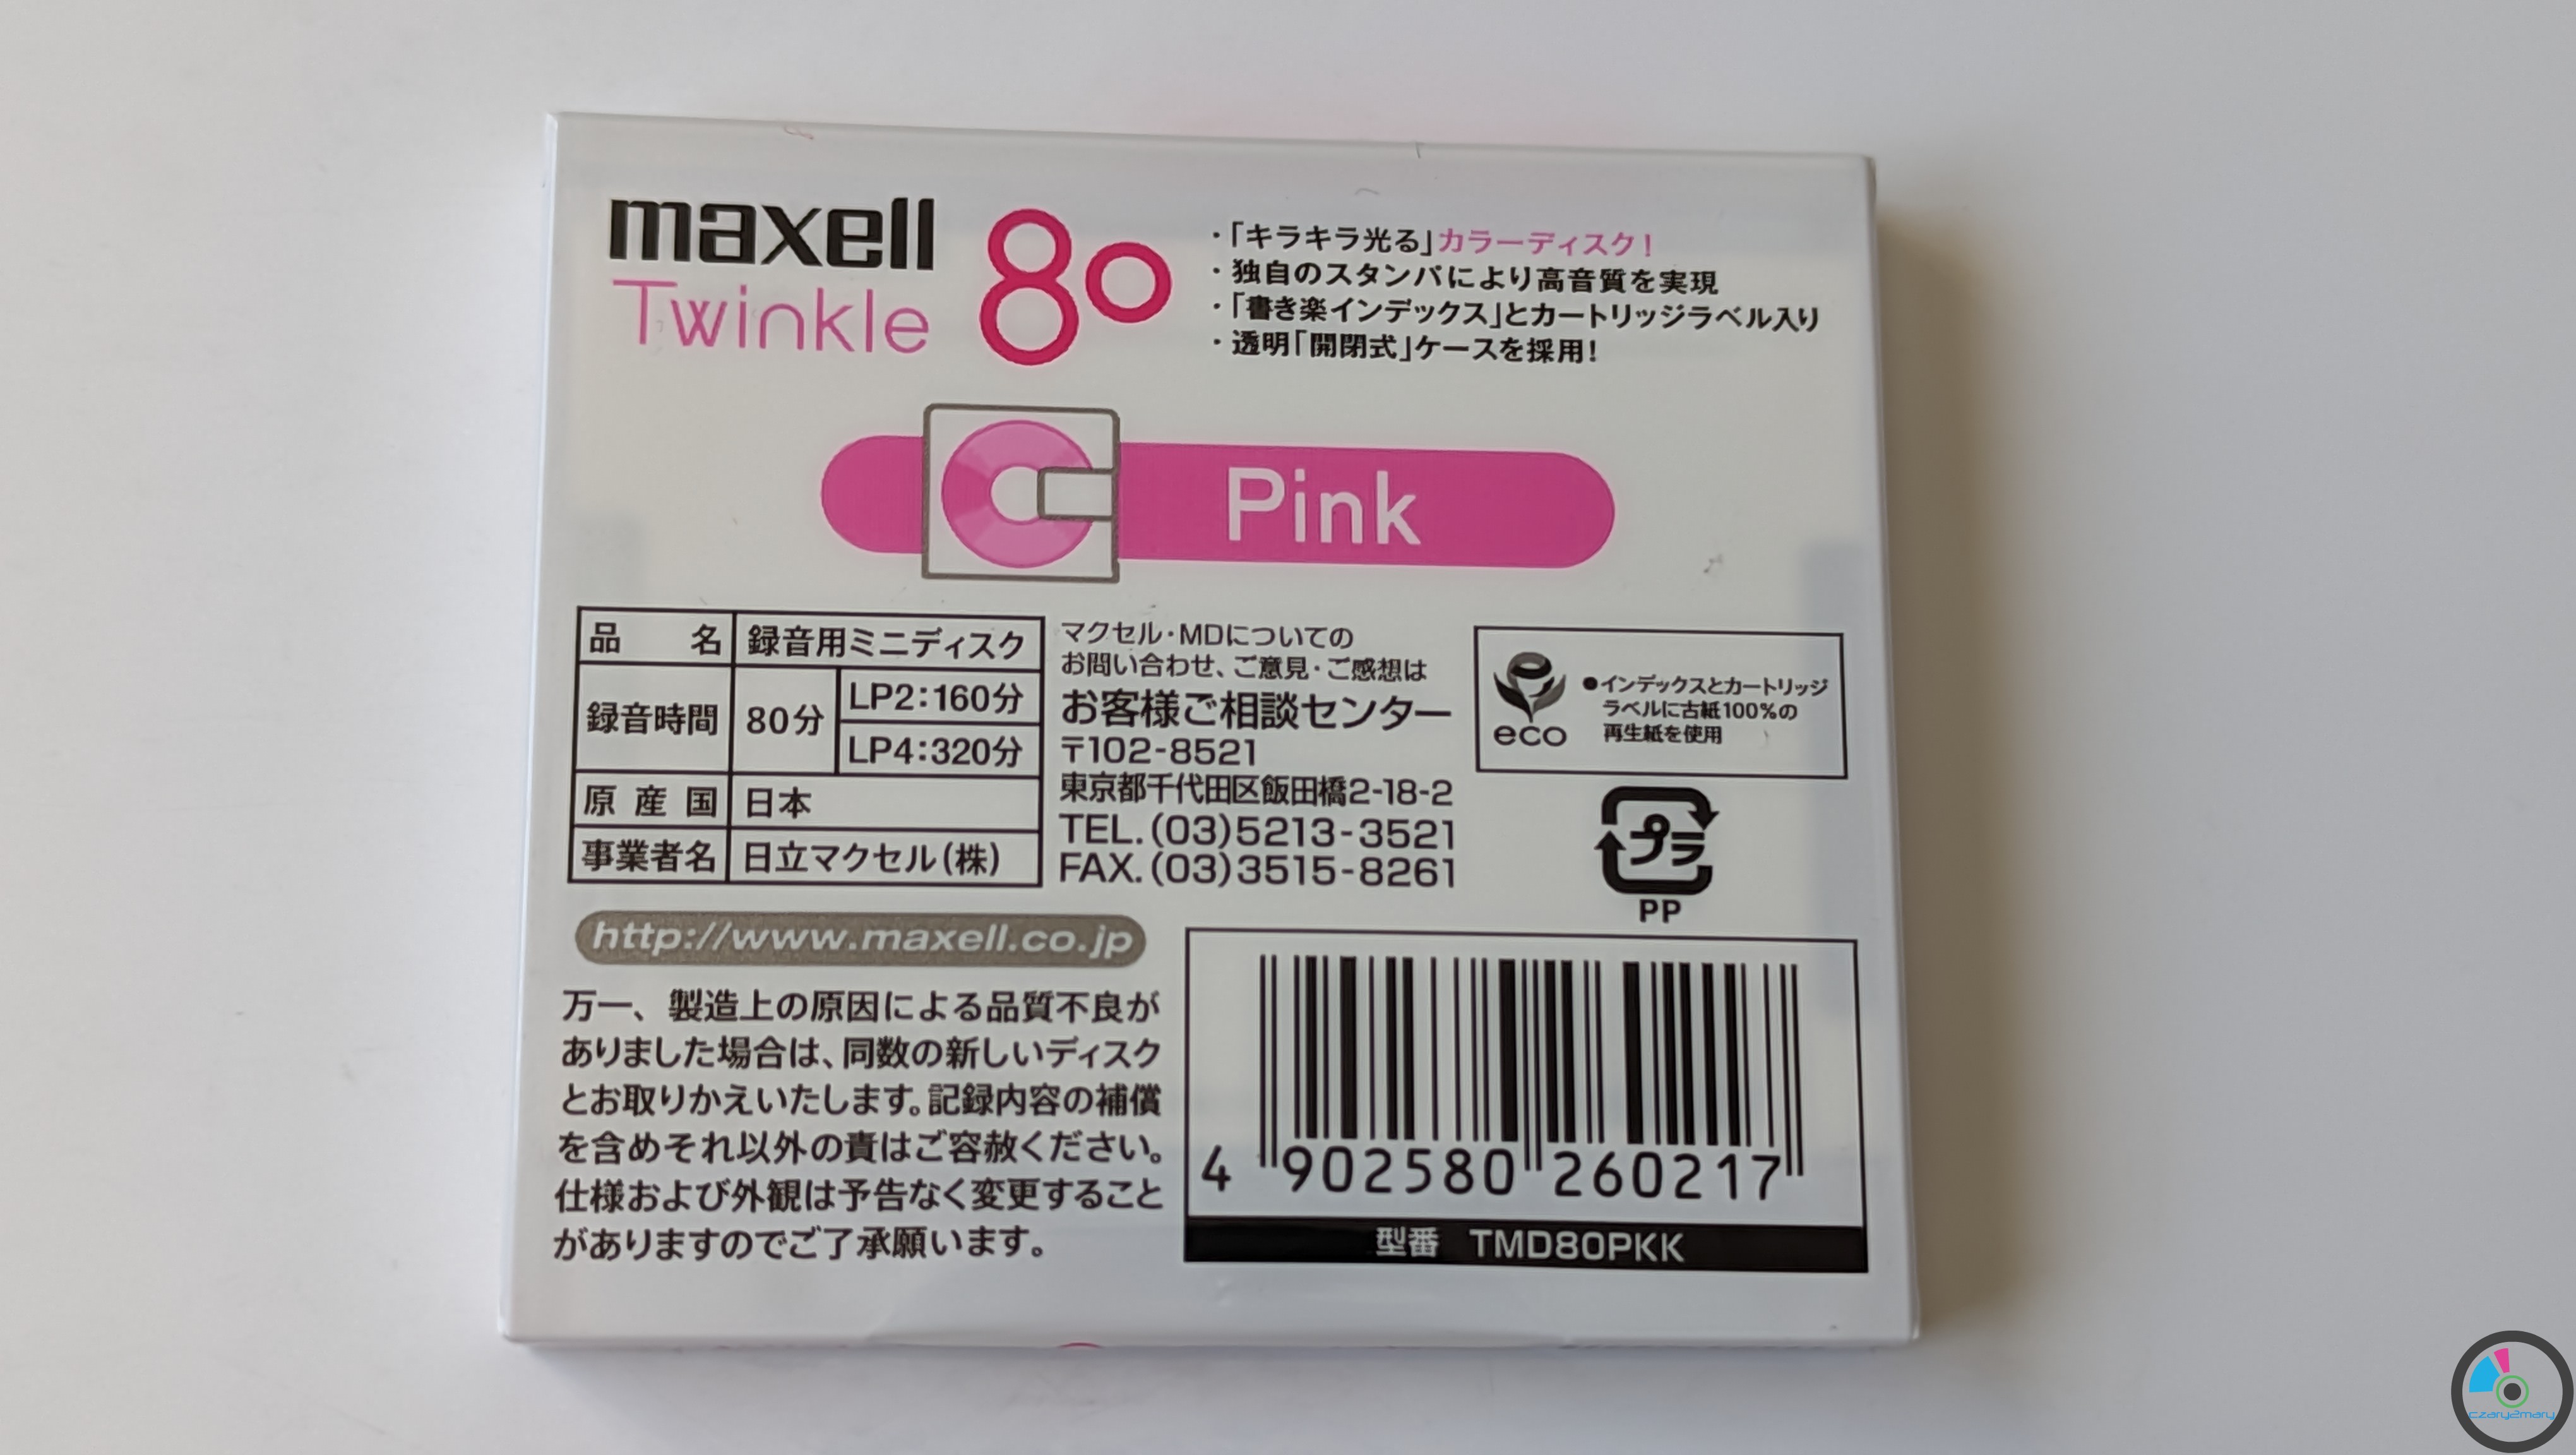 maxell
Twinkle
80
・「キラキラ光る」カラーディスク!
・独自のスタンパにより高音質を実現
・「書き楽インデックス」とカートリッジラベル入り
・透明「開閉式」ケースを採用!
Pink
品 名 録音用ミニディスク
録音時間 80分 LP2:160分
LP4:320分
原産国 日本
事業者名 日立マクセル(株)
マクセル・MDについての
お問い合わせ、ご意見・ご感想は
お客様ご相談センター
〒102-8521
東京都千代田区飯田橋2-18-2
TEL.(03)5213-3521
FAX.(03)3515-8261
eco
●インデックスとカートリッジ
ラベルに古紙100%の
再生紙を使用
プラ
PP
http://www.maxell.co.jp
万一、製造上の原因による品質不良が
ありました場合は、同数の新しいディスク
とお取りかえいたします。記録内容の補償
を含めそれ以外の責はご容赦ください。
仕様および外観は予告なく変更すること
がありますのでご了承願います。
4 902580 260217
型番 TMD80PKK
czary2mary